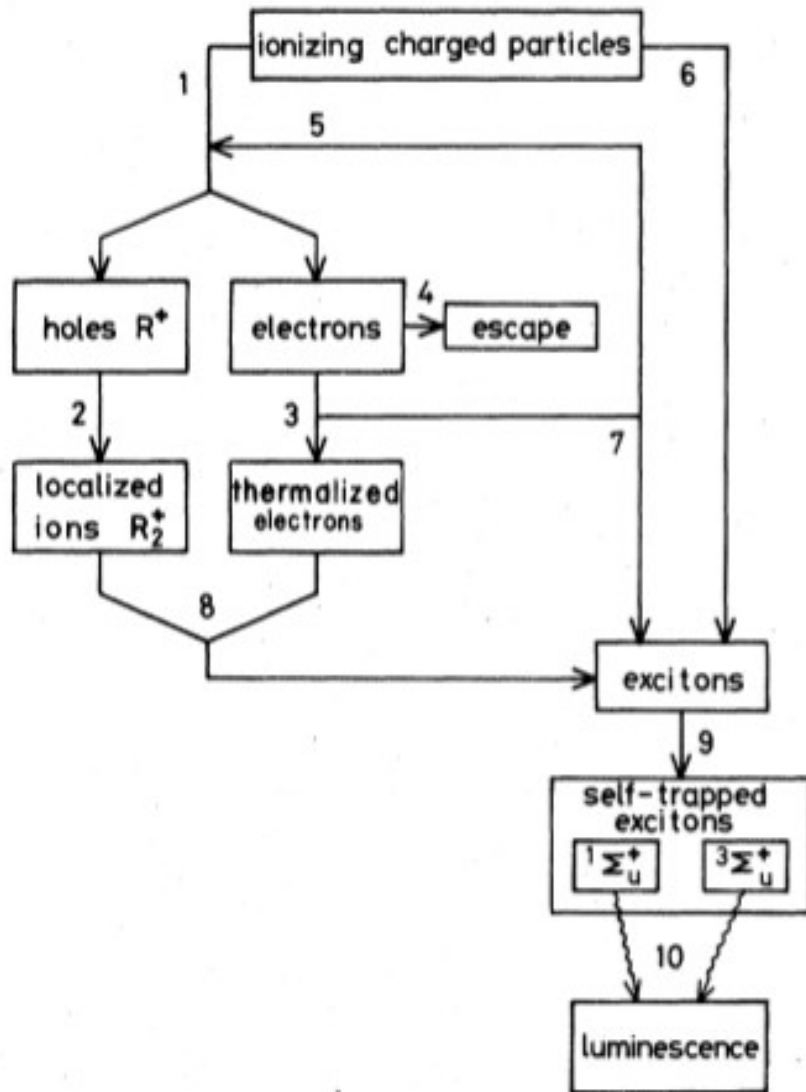 ionizing charged particles
1
6
5
holes R⁺
electrons
4
escape
2
3
7
localized
ions R₂⁺
thermalized
electrons
8
excitons
9
self-trapped
excitons
¹Σᵤ⁺
³Σᵤ⁺
10
luminescence